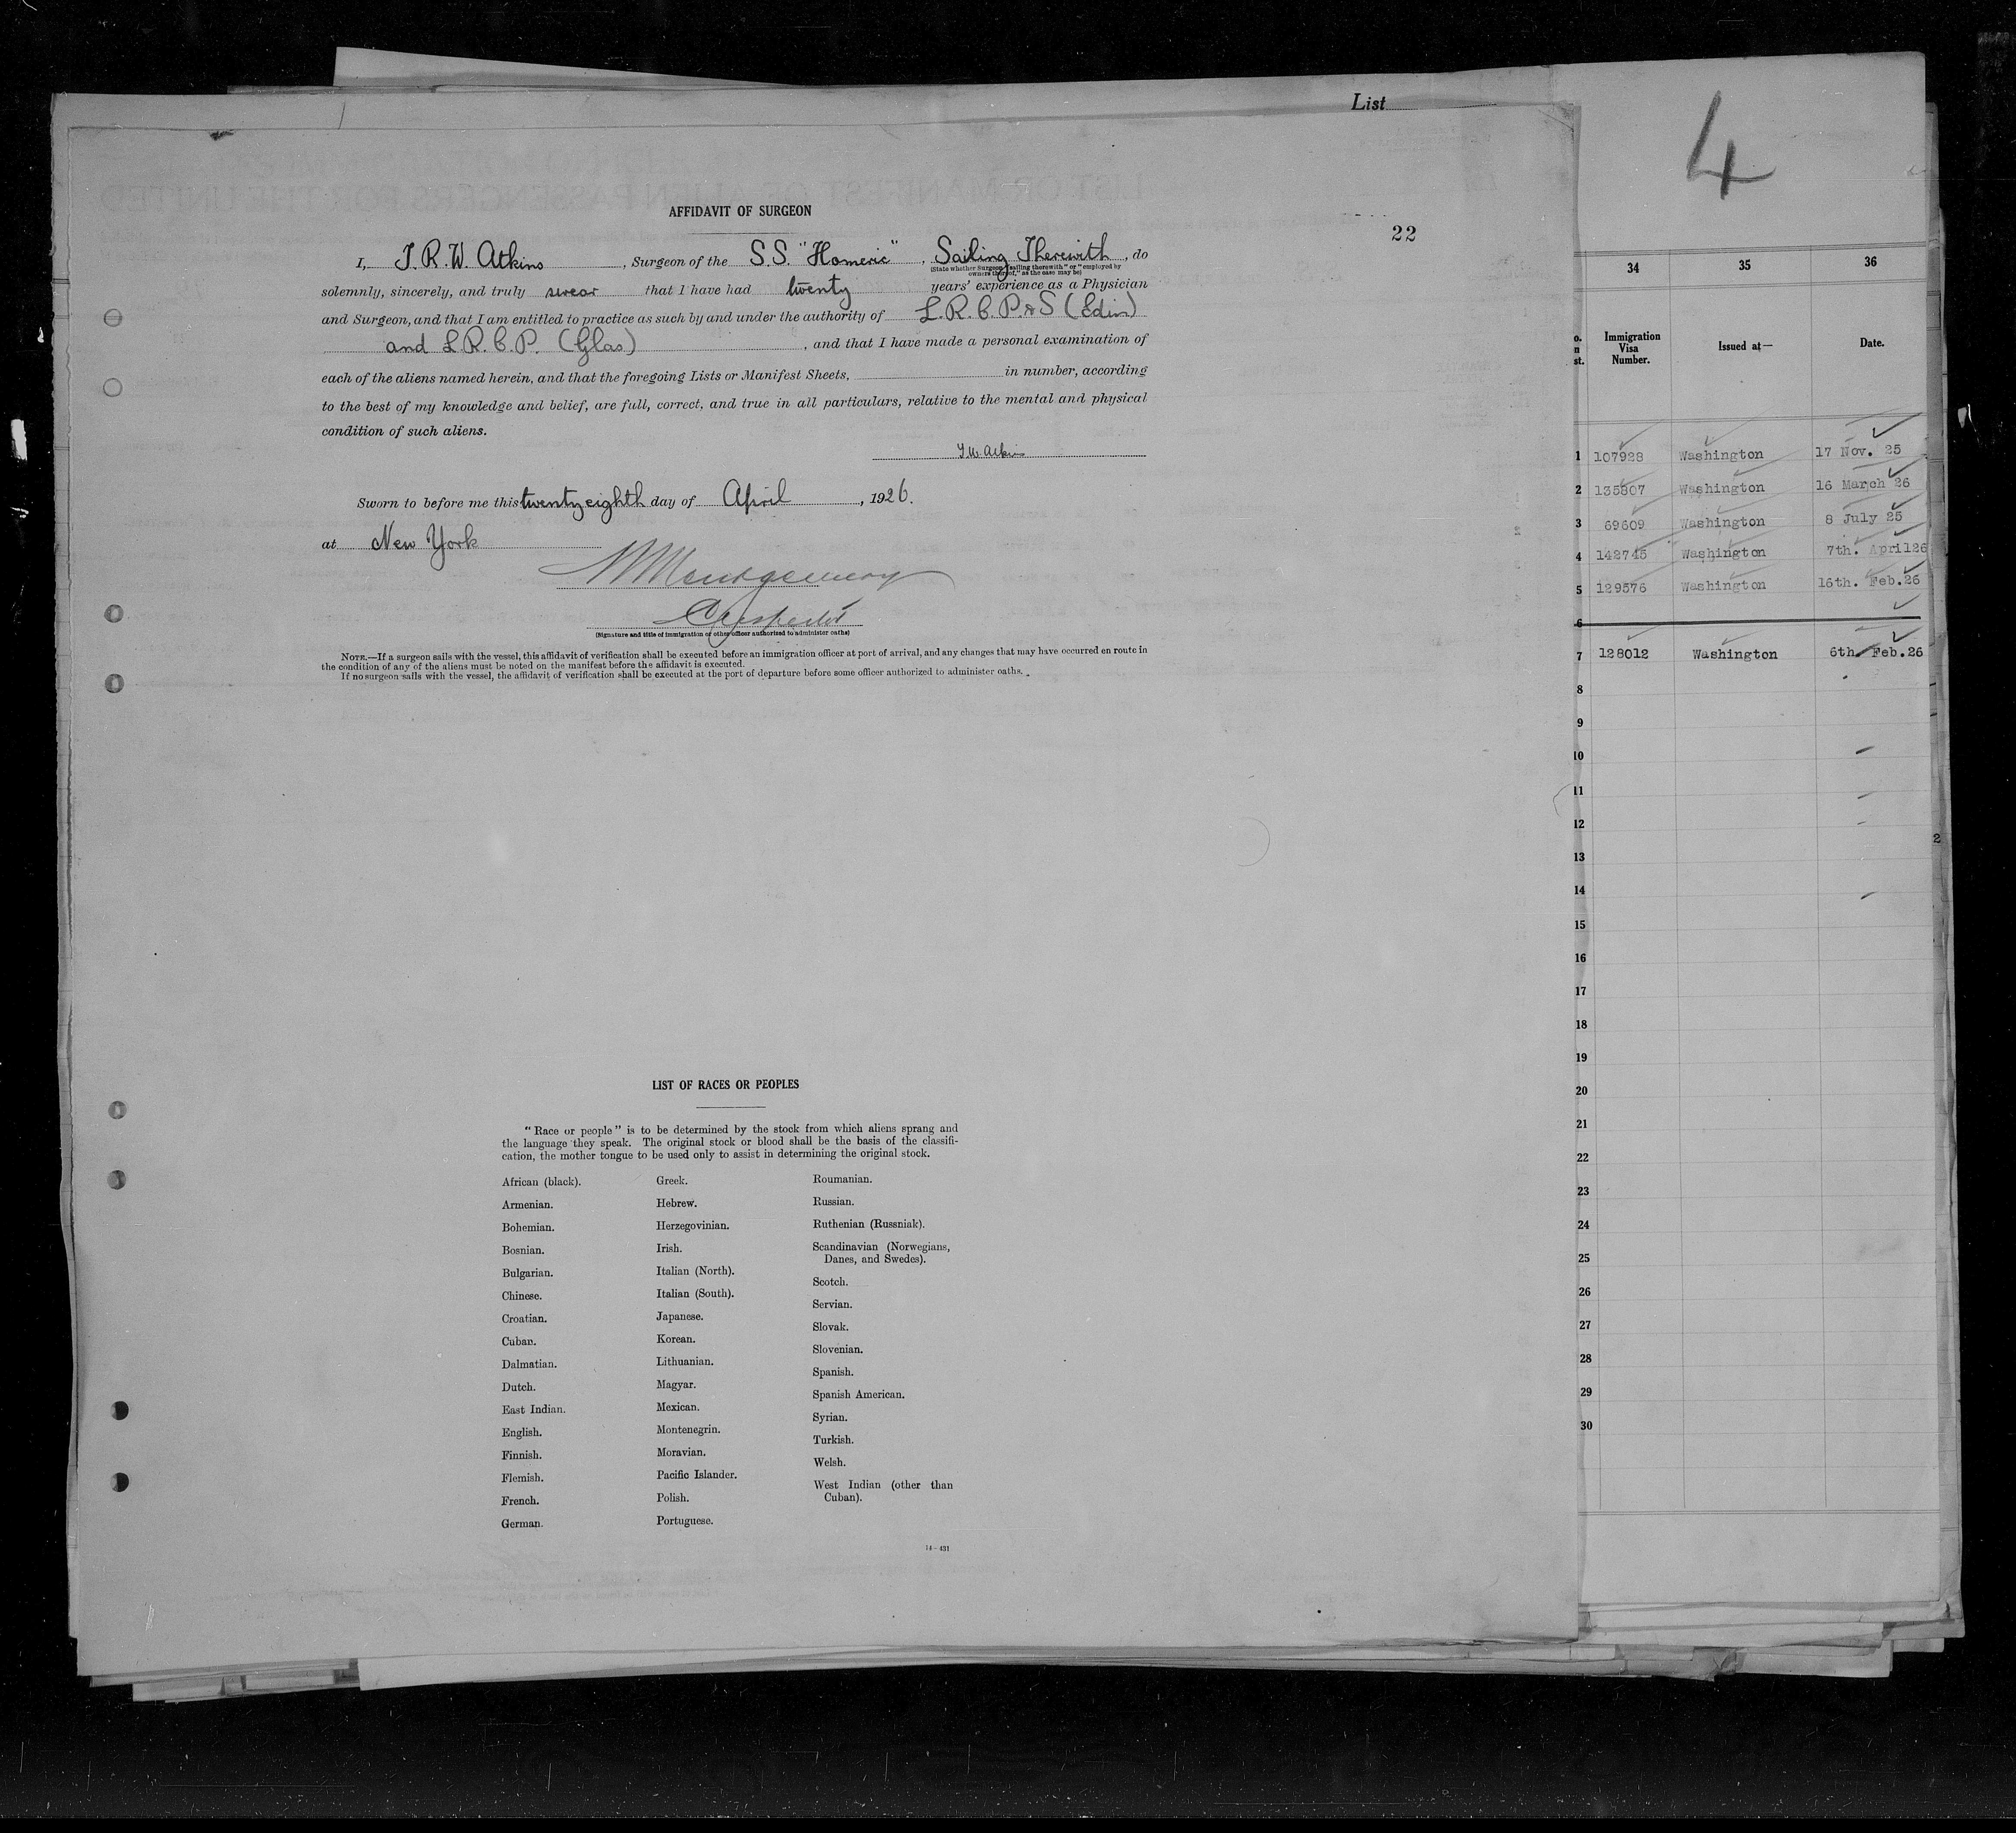 List
4
AFFIDAVIT OF SURGEON
22
I, J. R. W. Atkins, Surgeon of the S.S. "Homeric", Sailing Therewith, do
(State whether Surgeon "sailing therewith" or "employed by
owners thereof," as the case may be)
solemnly, sincerely, and truly swear that I have had twenty years' experience as a Physician
and Surgeon, and that I am entitled to practice as such by and under the authority of L.R.C.P.&S (Edin)
and L.R.C.P. (Glas), and that I have made a personal examination of
each of the aliens named herein, and that the foregoing Lists or Manifest Sheets, in number, according
to the best of my knowledge and belief, are full, correct, and true in all particulars, relative to the mental and physical
condition of such aliens.
Atkins
Sworn to before me this twenty eighth day of April, 1926.
at New York
Montgomery
(Signature and title of immigration or other officer authorized to administer oaths)
NOTE.—If a surgeon sails with the vessel, this affidavit of verification shall be executed before an immigration officer at port of arrival, and any changes that may have occurred en route in
the condition of any of the aliens must be noted on the manifest before the affidavit is executed.
If no surgeon sails with the vessel, the affidavit of verification shall be executed at the port of departure before some officer authorized to administer oaths.
LIST OF RACES OR PEOPLES
"Race or people" is to be determined by the stock from which aliens sprang and
the language they speak. The original stock or blood shall be the basis of the classifi-
cation, the mother tongue to be used only to assist in determining the original stock.
African (black).
Armenian.
Bohemian.
Bosnian.
Bulgarian.
Chinese.
Croatian.
Cuban.
Dalmatian.
Dutch.
East Indian.
English.
Finnish.
Flemish.
French.
German.
Greek.
Hebrew.
Herzegovinian.
Irish.
Italian (North).
Italian (South).
Japanese.
Korean.
Lithuanian.
Magyar.
Mexican.
Montenegrin.
Moravian.
Pacific Islander.
Polish.
Portuguese.
Roumanian.
Russian.
Ruthenian (Russniak).
Scandinavian (Norwegians,
Danes, and Swedes).
Scotch.
Servian.
Slovak.
Slovenian.
Spanish.
Spanish American.
Syrian.
Turkish.
Welsh.
West Indian (other than
Cuban).
14-431
34 35 36
Immigration
Visa
Number.
Issued at—
Date.
1 107928 Washington 17 Nov. 25
2 135807 Washington 16 March 26
3 69609 Washington 8 July 25
4 142745 Washington 7th. April 26
5 129576 Washington 16th. Feb. 26
6
7 128012 Washington 6th. Feb. 26
8
9
10
11
12
13
14
15
16
17
18
19
20
21
22
23
24
25
26
27
28
29
30
2